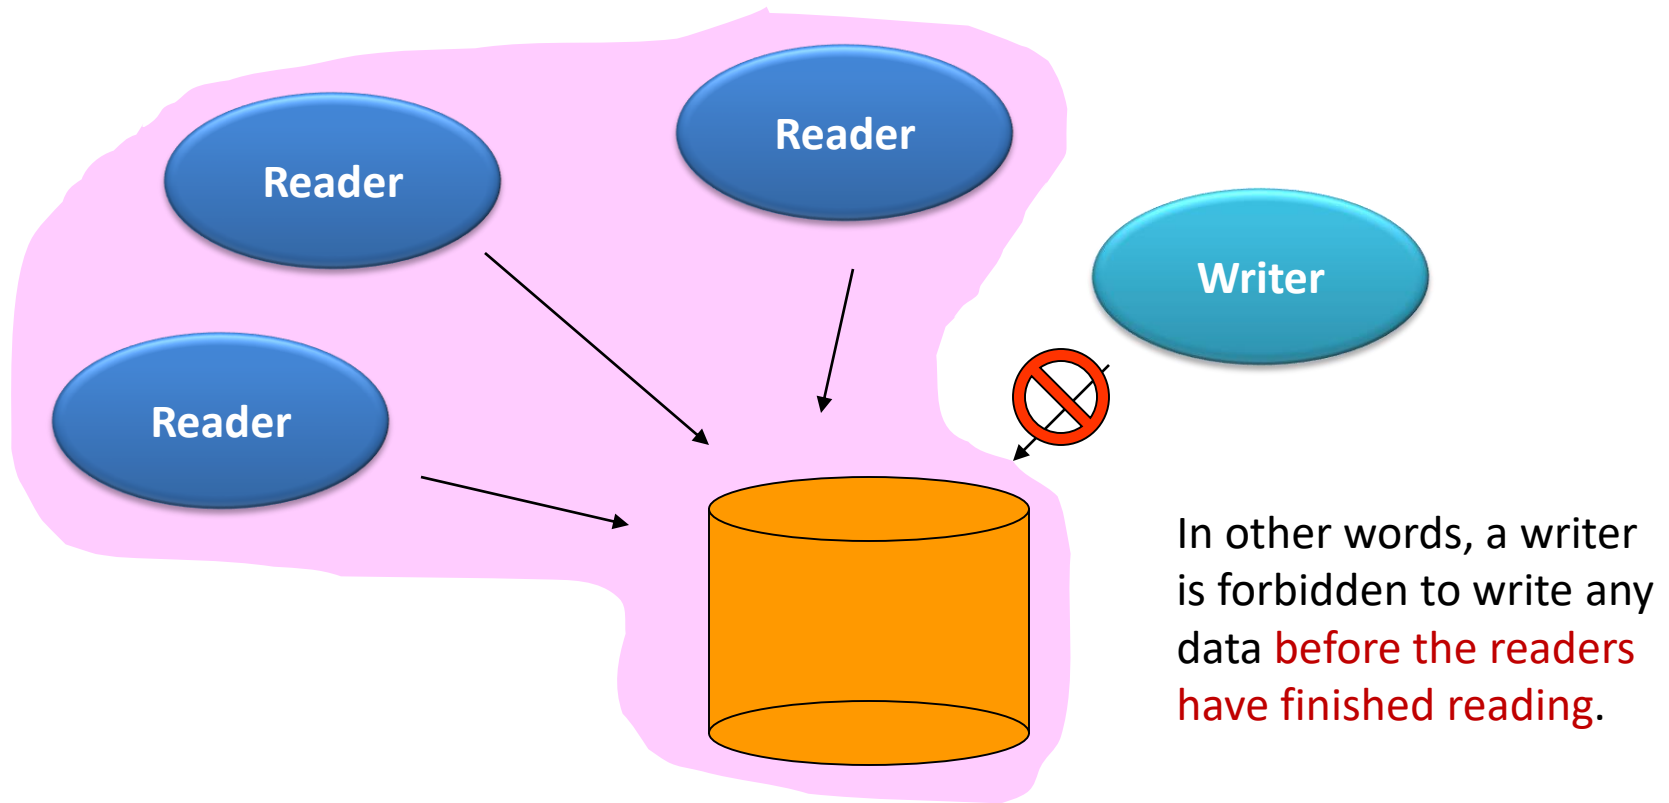 Reader
Reader
Writer
Reader
In other words, a writer
is forbidden to write any
data before the readers
have finished reading.